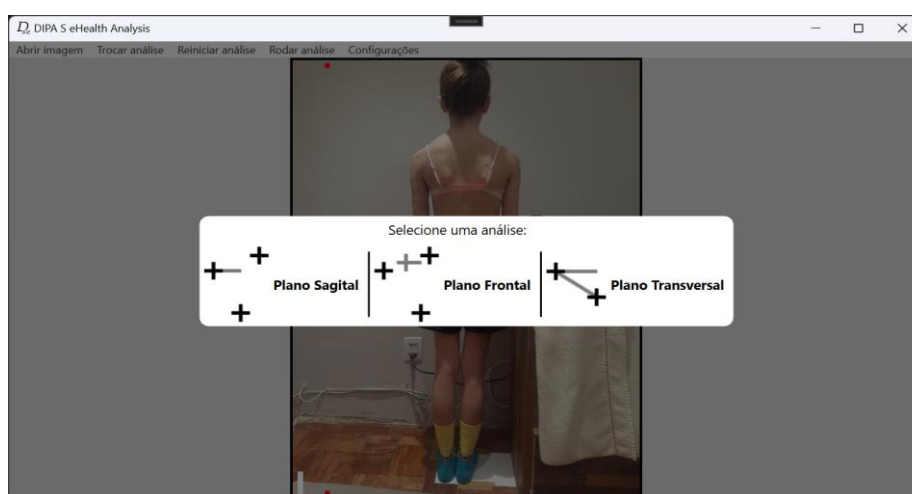 DIPA S eHealth Analysis
Abrir imagem Trocar análise Reiniciar análise Rodar análise Configurações
Selecione uma análise:
Plano Sagital Plano Frontal Plano Transversal